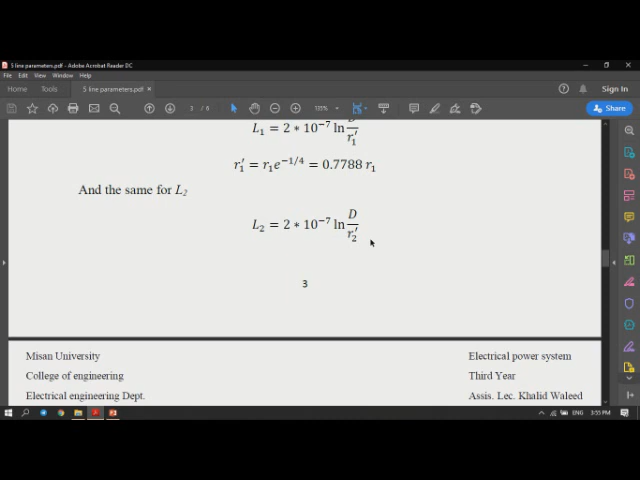 5 line parameters.pdf - Adobe Acrobat Reader DC
File Edit View Window Help
Home Tools 5 line parameters.pdf × Sign In
3 / 6 135% Share
L₁ = 2 * 10⁻⁷ ln D/r₁′
r₁′ = r₁e⁻¹/⁴ = 0.7788 r₁
And the same for L₂
L₂ = 2 * 10⁻⁷ ln D/r₂′
3
Misan University Electrical power system
College of engineering Third Year
Electrical engineering Dept. Assis. Lec. Khalid Waleed
ENG 3:55 PM